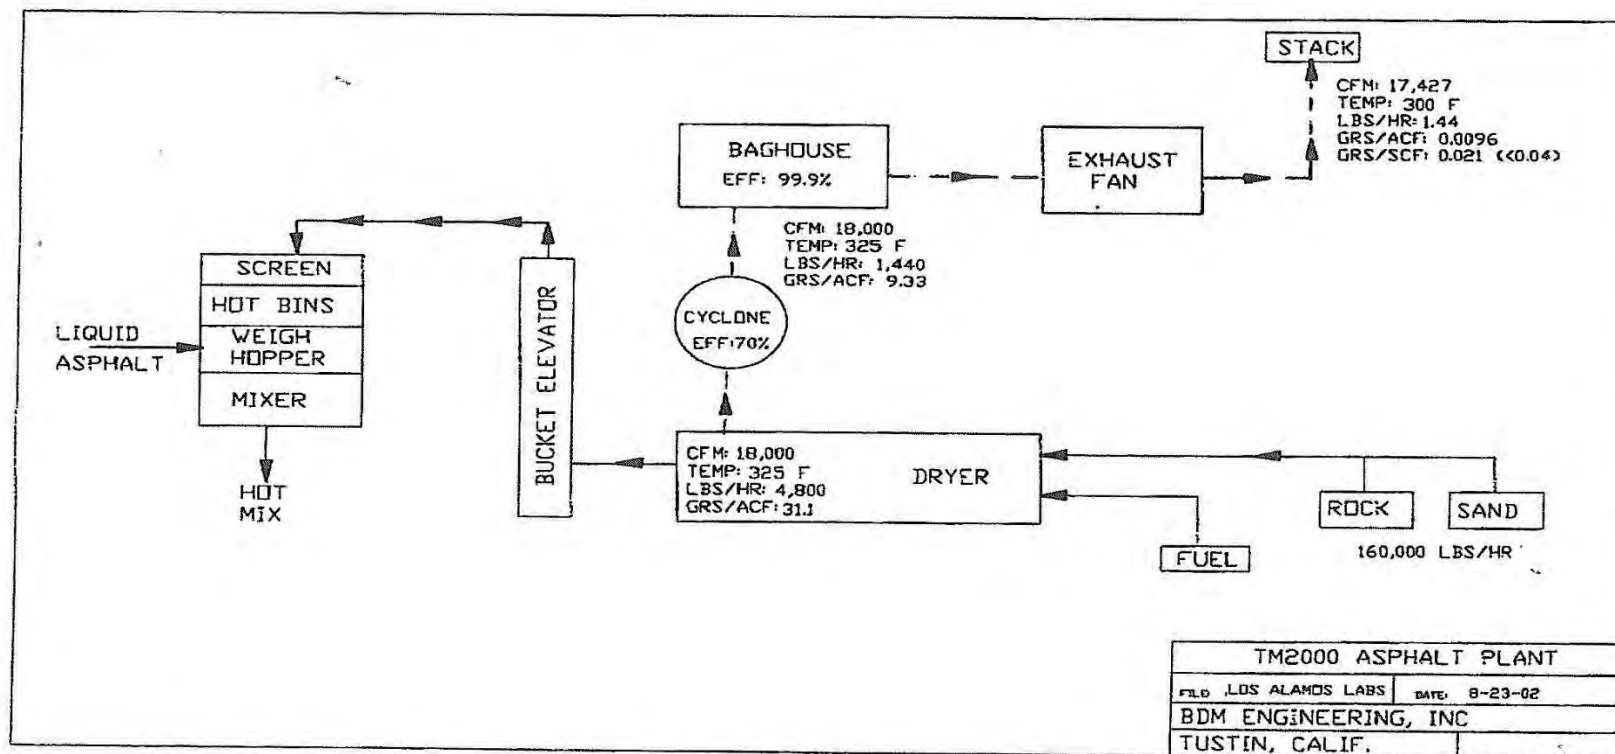 STACK
CFM: 17,427
TEMP: 300 F
LBS/HR: 1.44
GRS/ACF: 0.0096
GRS/SCF: 0.021 (<0.04)
BAGHOUSE
EFF: 99.9%
EXHAUST
FAN
CFM: 18,000
TEMP: 325 F
LBS/HR: 1,440
GRS/ACF: 9.33
SCREEN
HOT BINS
WEIGH
HOPPER
MIXER
LIQUID
ASPHALT
HOT
MIX
BUCKET ELEVATOR
CYCLONE
EFF:70%
CFM: 18,000
TEMP: 325 F
LBS/HR: 4,800
GRS/ACF: 31.1
DRYER
ROCK
SAND
160,000 LBS/HR
FUEL
TM2000 ASPHALT PLANT
LOS ALAMOS LABS
DATE: 8-23-02
BDM ENGINEERING, INC
TUSTIN, CALIF.